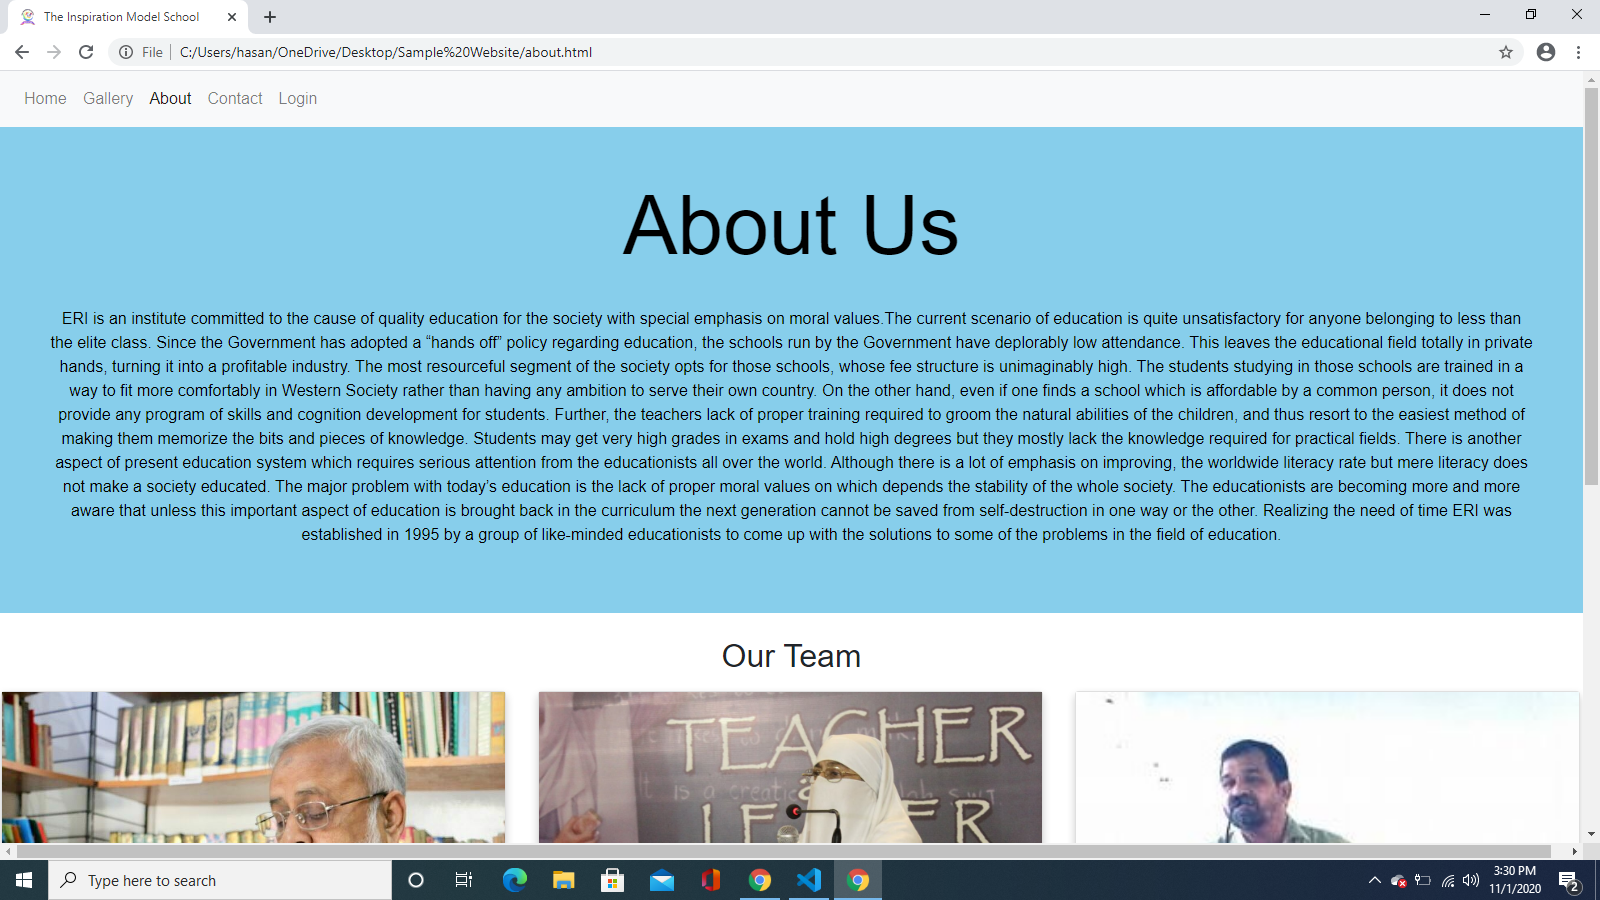 The Inspiration Model School
File
C:/Users/hasan/OneDrive/Desktop/Sample%20Website/about.html
Home Gallery About Contact Login
About Us
ERI is an institute committed to the cause of quality education for the society with special emphasis on moral values.The current scenario of education is quite unsatisfactory for anyone belonging to less than
the elite class. Since the Government has adopted a “hands off” policy regarding education, the schools run by the Government have deplorably low attendance. This leaves the educational field totally in private
hands, turning it into a profitable industry. The most resourceful segment of the society opts for those schools, whose fee structure is unimaginably high. The students studying in those schools are trained in a
way to fit more comfortably in Western Society rather than having any ambition to serve their own country. On the other hand, even if one finds a school which is affordable by a common person, it does not
provide any program of skills and cognition development for students. Further, the teachers lack of proper training required to groom the natural abilities of the children, and thus resort to the easiest method of
making them memorize the bits and pieces of knowledge. Students may get very high grades in exams and hold high degrees but they mostly lack the knowledge required for practical fields. There is another
aspect of present education system which requires serious attention from the educationists all over the world. Although there is a lot of emphasis on improving, the worldwide literacy rate but mere literacy does
not make a society educated. The major problem with today’s education is the lack of proper moral values on which depends the stability of the whole society. The educationists are becoming more and more
aware that unless this important aspect of education is brought back in the curriculum the next generation cannot be saved from self-destruction in one way or the other. Realizing the need of time ERI was
established in 1995 by a group of like-minded educationists to come up with the solutions to some of the problems in the field of education.
Our Team
TEACHER
It is a creati
Type here to search
3:30 PM
11/1/2020
2